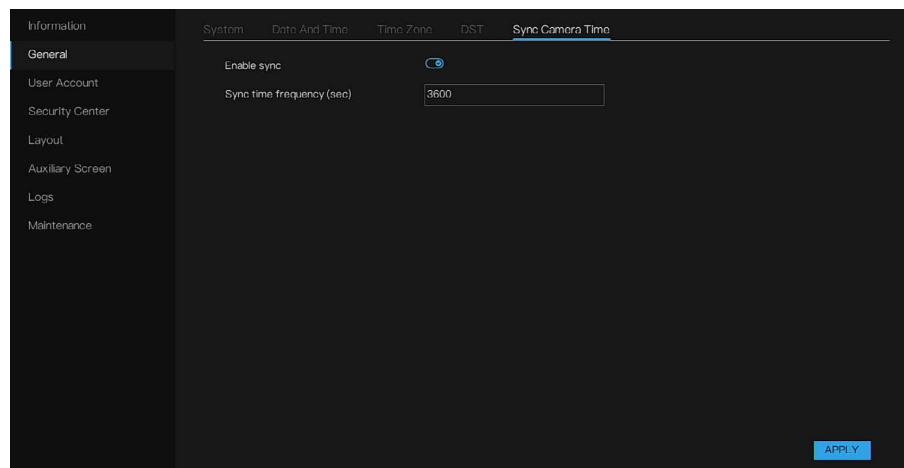 Information
General
User Account
Security Center
Layout
Auxiliary Screen
Logs
Maintenance
System Date And Time Time Zone DST Sync Camera Time
Enable sync
Sync time frequency (sec) 3600
APPLY